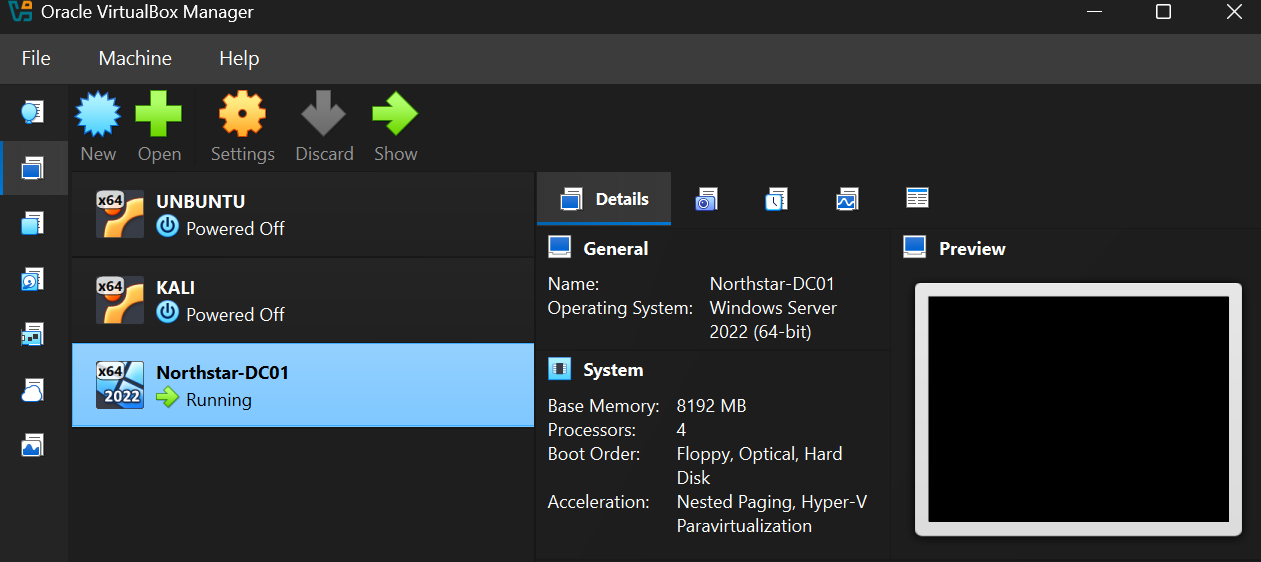 Oracle VirtualBox Manager
File Machine Help
New Open Settings Discard Show
x64 UNBUNTU
Powered Off
x64 KALI
Powered Off
x64 2022 Northstar-DC01
Running
Details
General
Name: Northstar-DC01
Operating System: Windows Server
2022 (64-bit)
System
Base Memory: 8192 MB
Processors: 4
Boot Order: Floppy, Optical, Hard
Disk
Acceleration: Nested Paging, Hyper-V
Paravirtualization
Preview